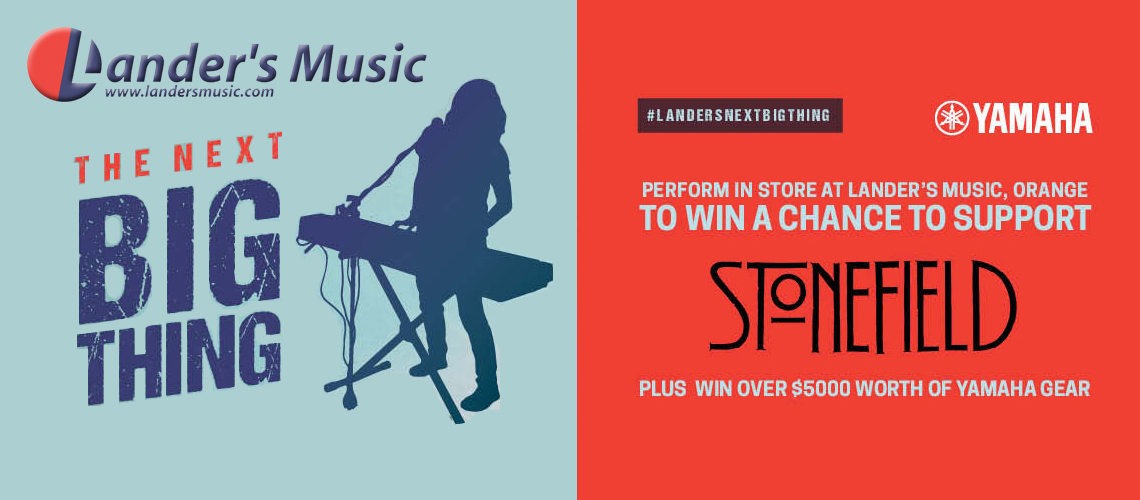 Lander's Music
www.landersmusic.com
THE NEXT
BIG
THING
#LANDERSNEXTBIGTHING
YAMAHA
PERFORM IN STORE AT LANDER'S MUSIC, ORANGE
TO WIN A CHANCE TO SUPPORT
STONEFIELD
PLUS WIN OVER $5000 WORTH OF YAMAHA GEAR